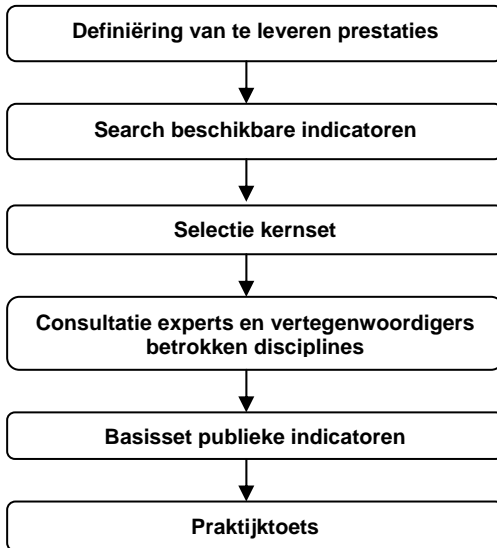 Definiëring van te leveren prestaties
Search beschikbare indicatoren
Selectie kernset
Consultatie experts en vertegenwoordigers
betrokken disciplines
Basisset publieke indicatoren
Praktijktoets